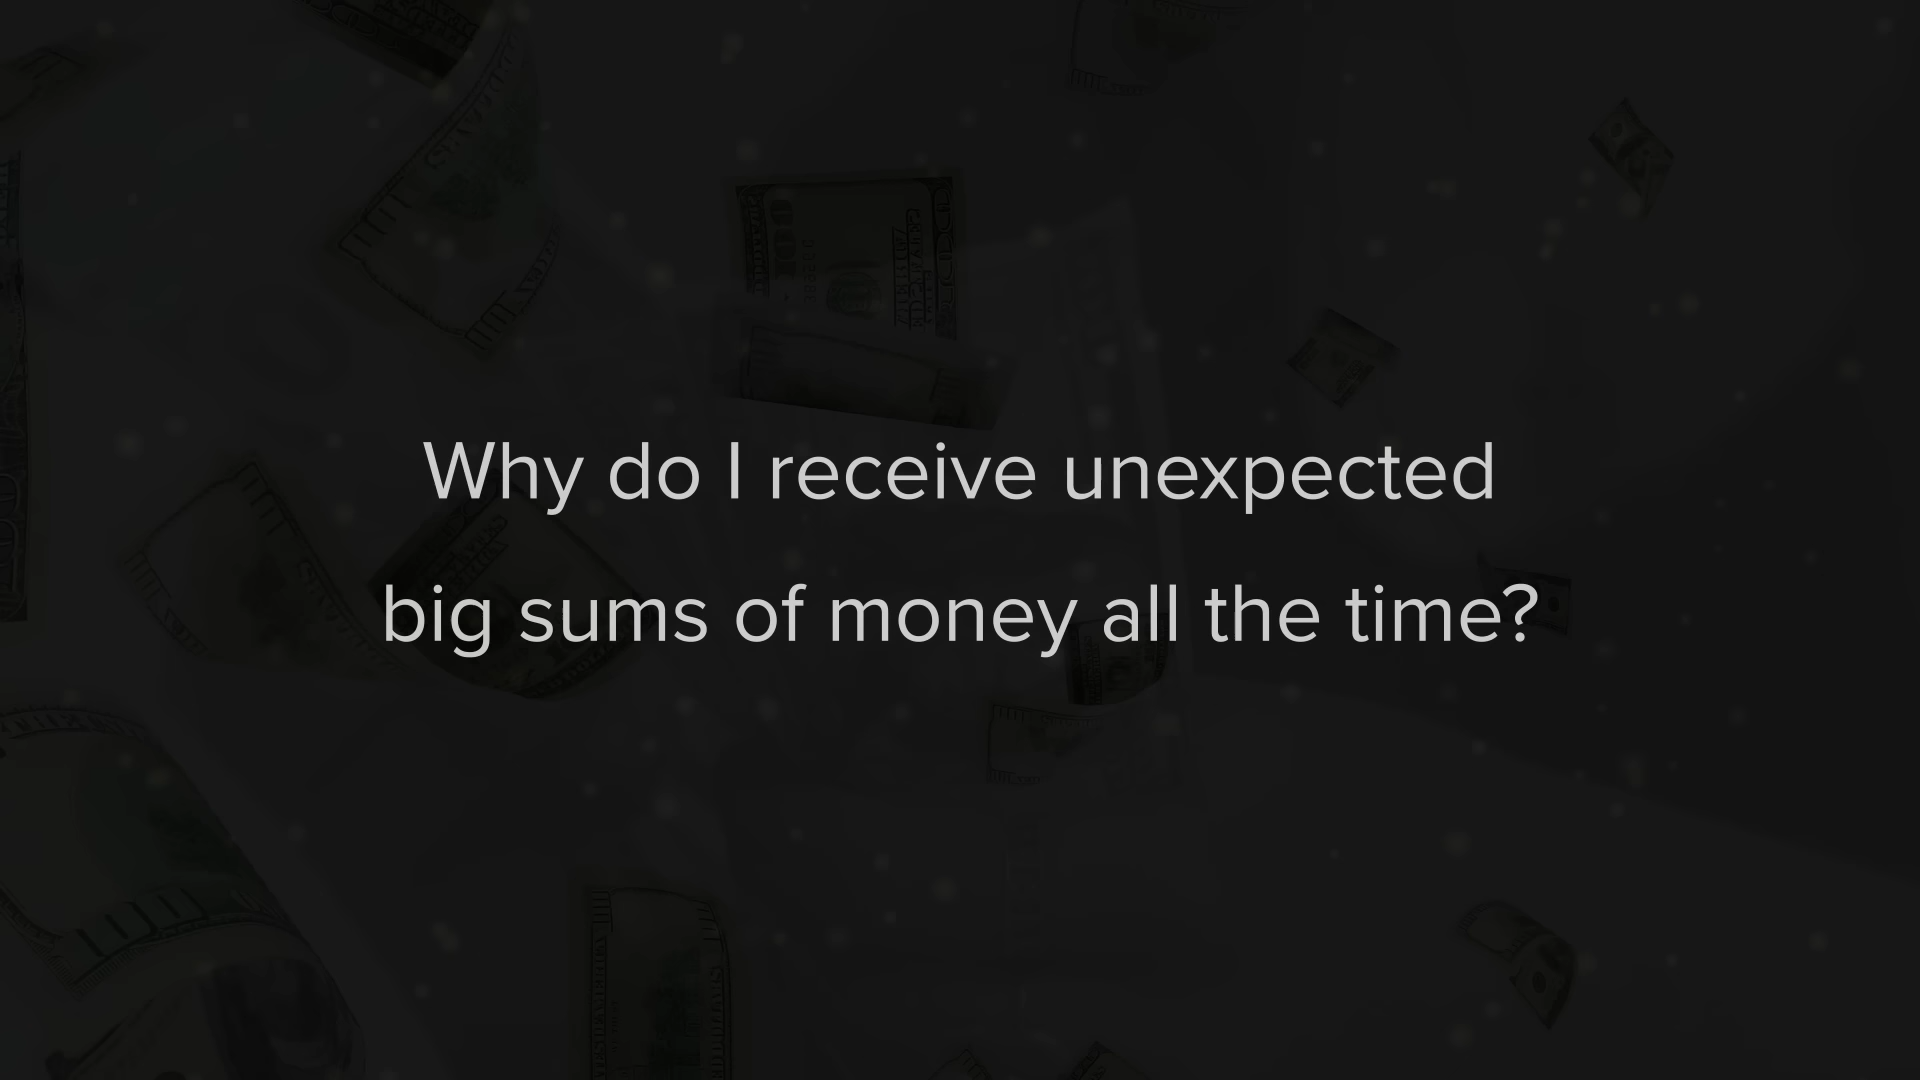 Why do I receive unexpected
big sums of money all the time?